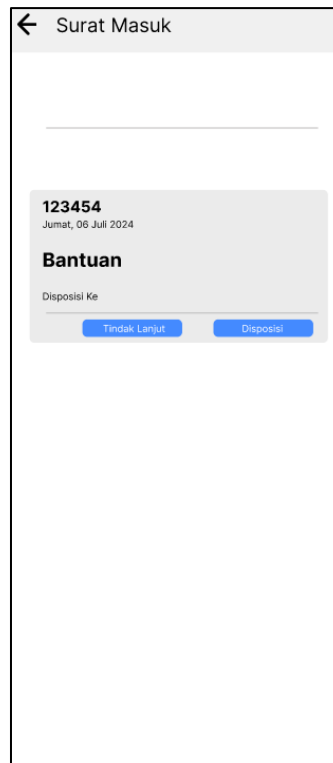 Surat Masuk
123454
Jumat, 06 Juli 2024
Bantuan
Disposisi Ke
Tindak Lanjut Disposisi